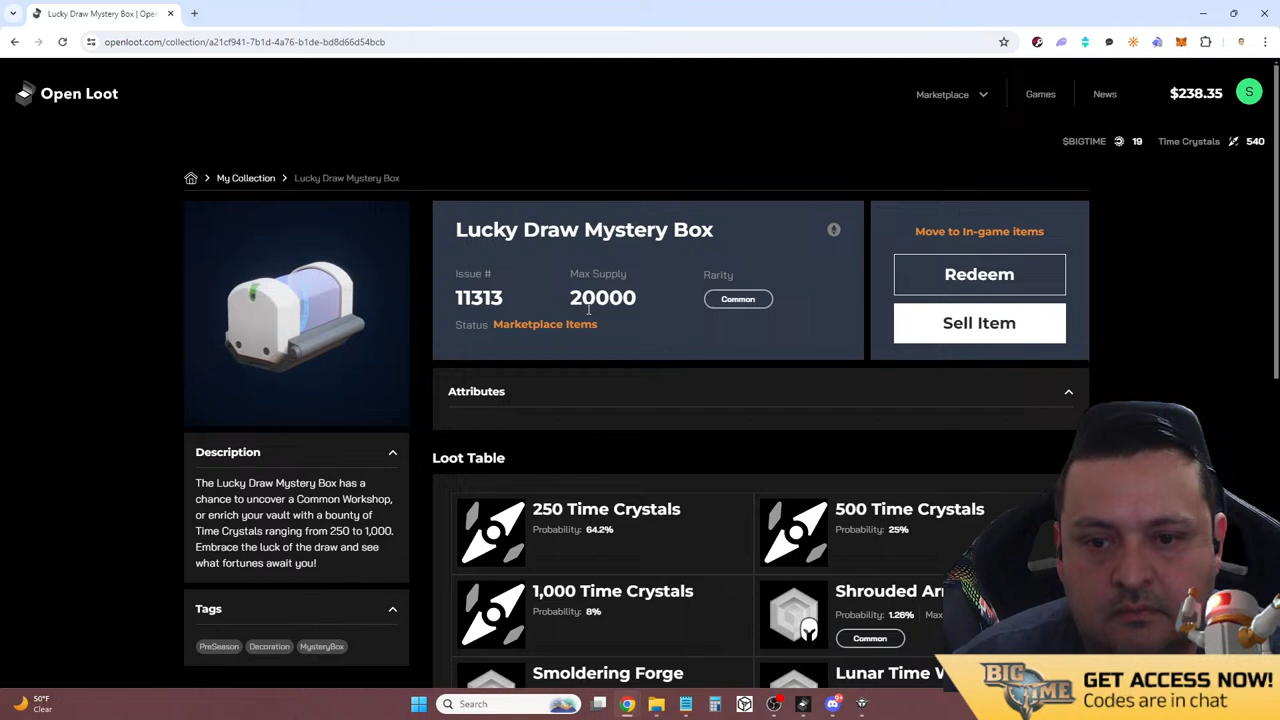 Lucky Draw Mystery Box | Open
openloot.com/collection/a21cf941-7b1d-4a76-b1de-bd8d66d54bcb
Open Loot
Marketplace
Games
News
$238.35
S
$BIGTIME 19
Time Crystals 540
My Collection
Lucky Draw Mystery Box
Lucky Draw Mystery Box
Issue #
11313
Max Supply
20000
Rarity
Common
Status Marketplace Items
Move to In-game items
Redeem
Sell Item
Attributes
Description
The Lucky Draw Mystery Box has a
chance to uncover a Common Workshop,
or enrich your vault with a bounty of
Time Crystals ranging from 250 to 1,000.
Embrace the luck of the draw and see
what fortunes await you!
Tags
PreSeason
Decoration
MysteryBox
Loot Table
250 Time Crystals
Probability: 64.2%
500 Time Crystals
Probability: 25%
1,000 Time Crystals
Probability: 8%
Shrouded
Probability: 1.26%
Common
Smoldering Forge
Lunar Time
BIG TIME
GET ACCESS NOW!
Codes are in chat
50°F
Clear
Search